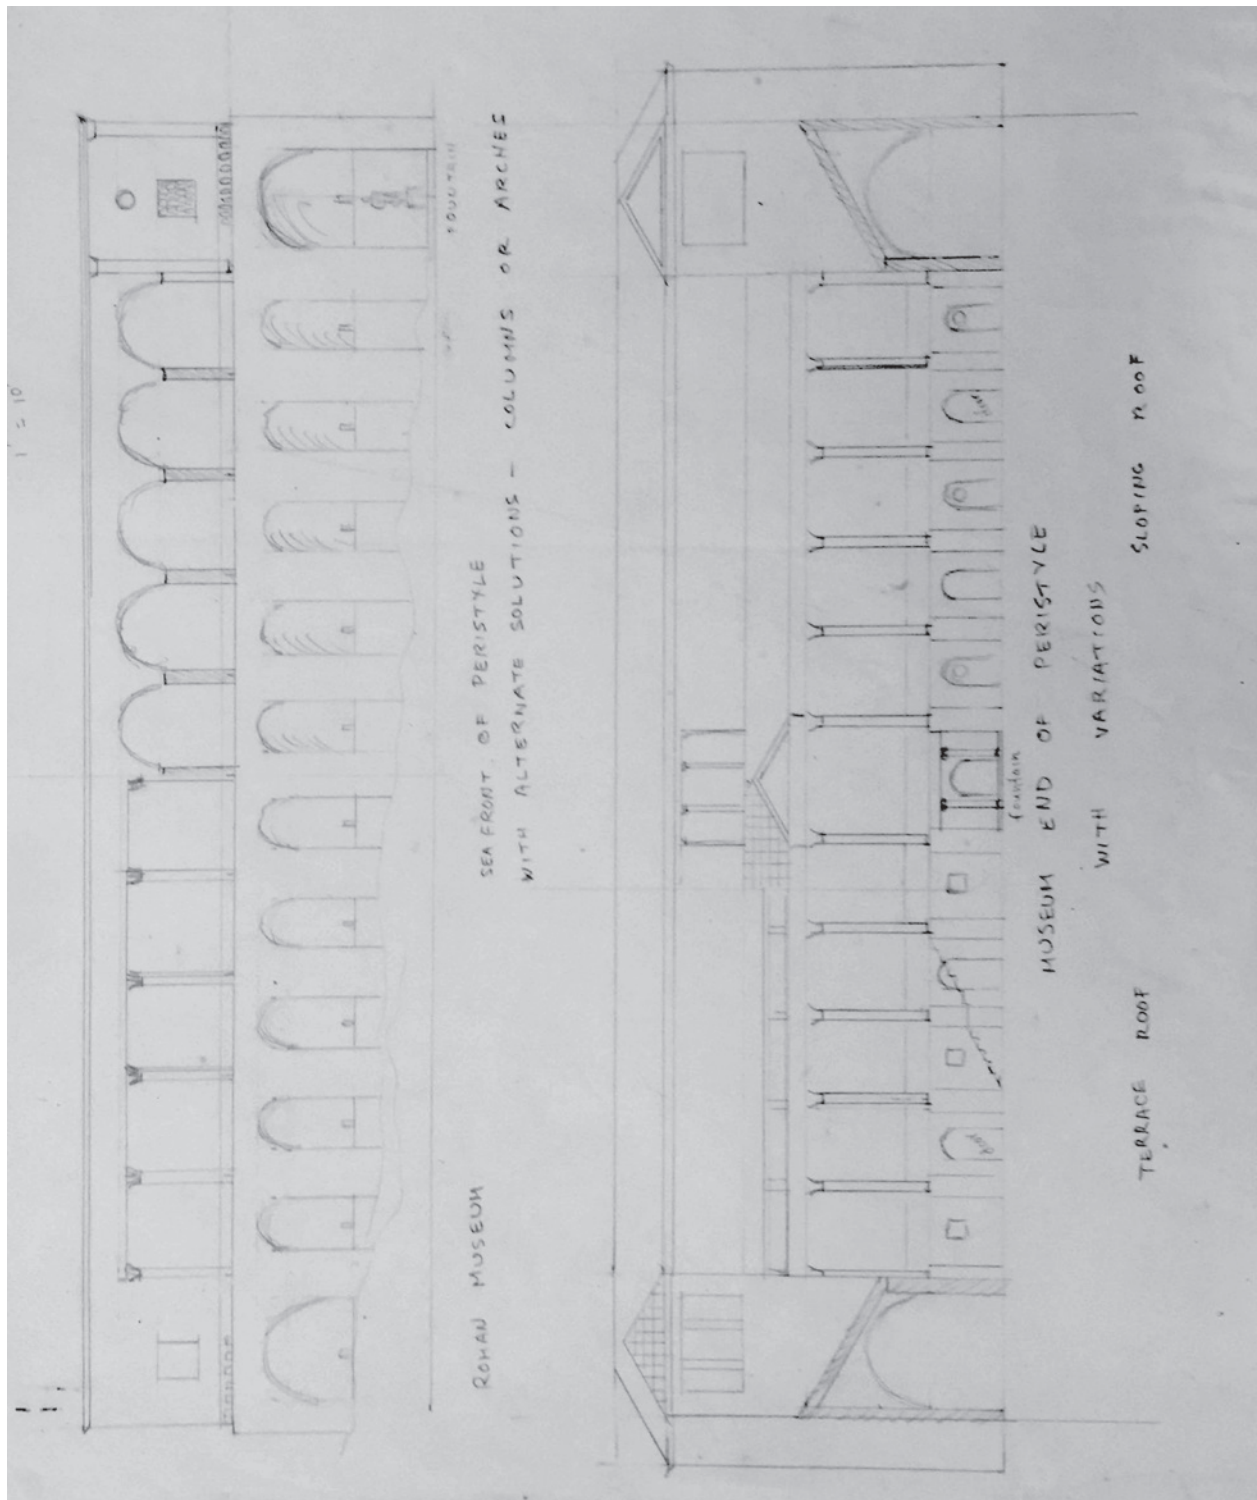 1" = 10'
FOUNTAIN
SEA FRONT OF PERISTYLE
ROMAN MUSEUM
WITH ALTERNATE SOLUTIONS - COLUMNS OR ARCHES
fountain
MUSEUM END OF PERISTYLE
WITH VARIATIONS
TERRACE ROOF
SLOPING ROOF